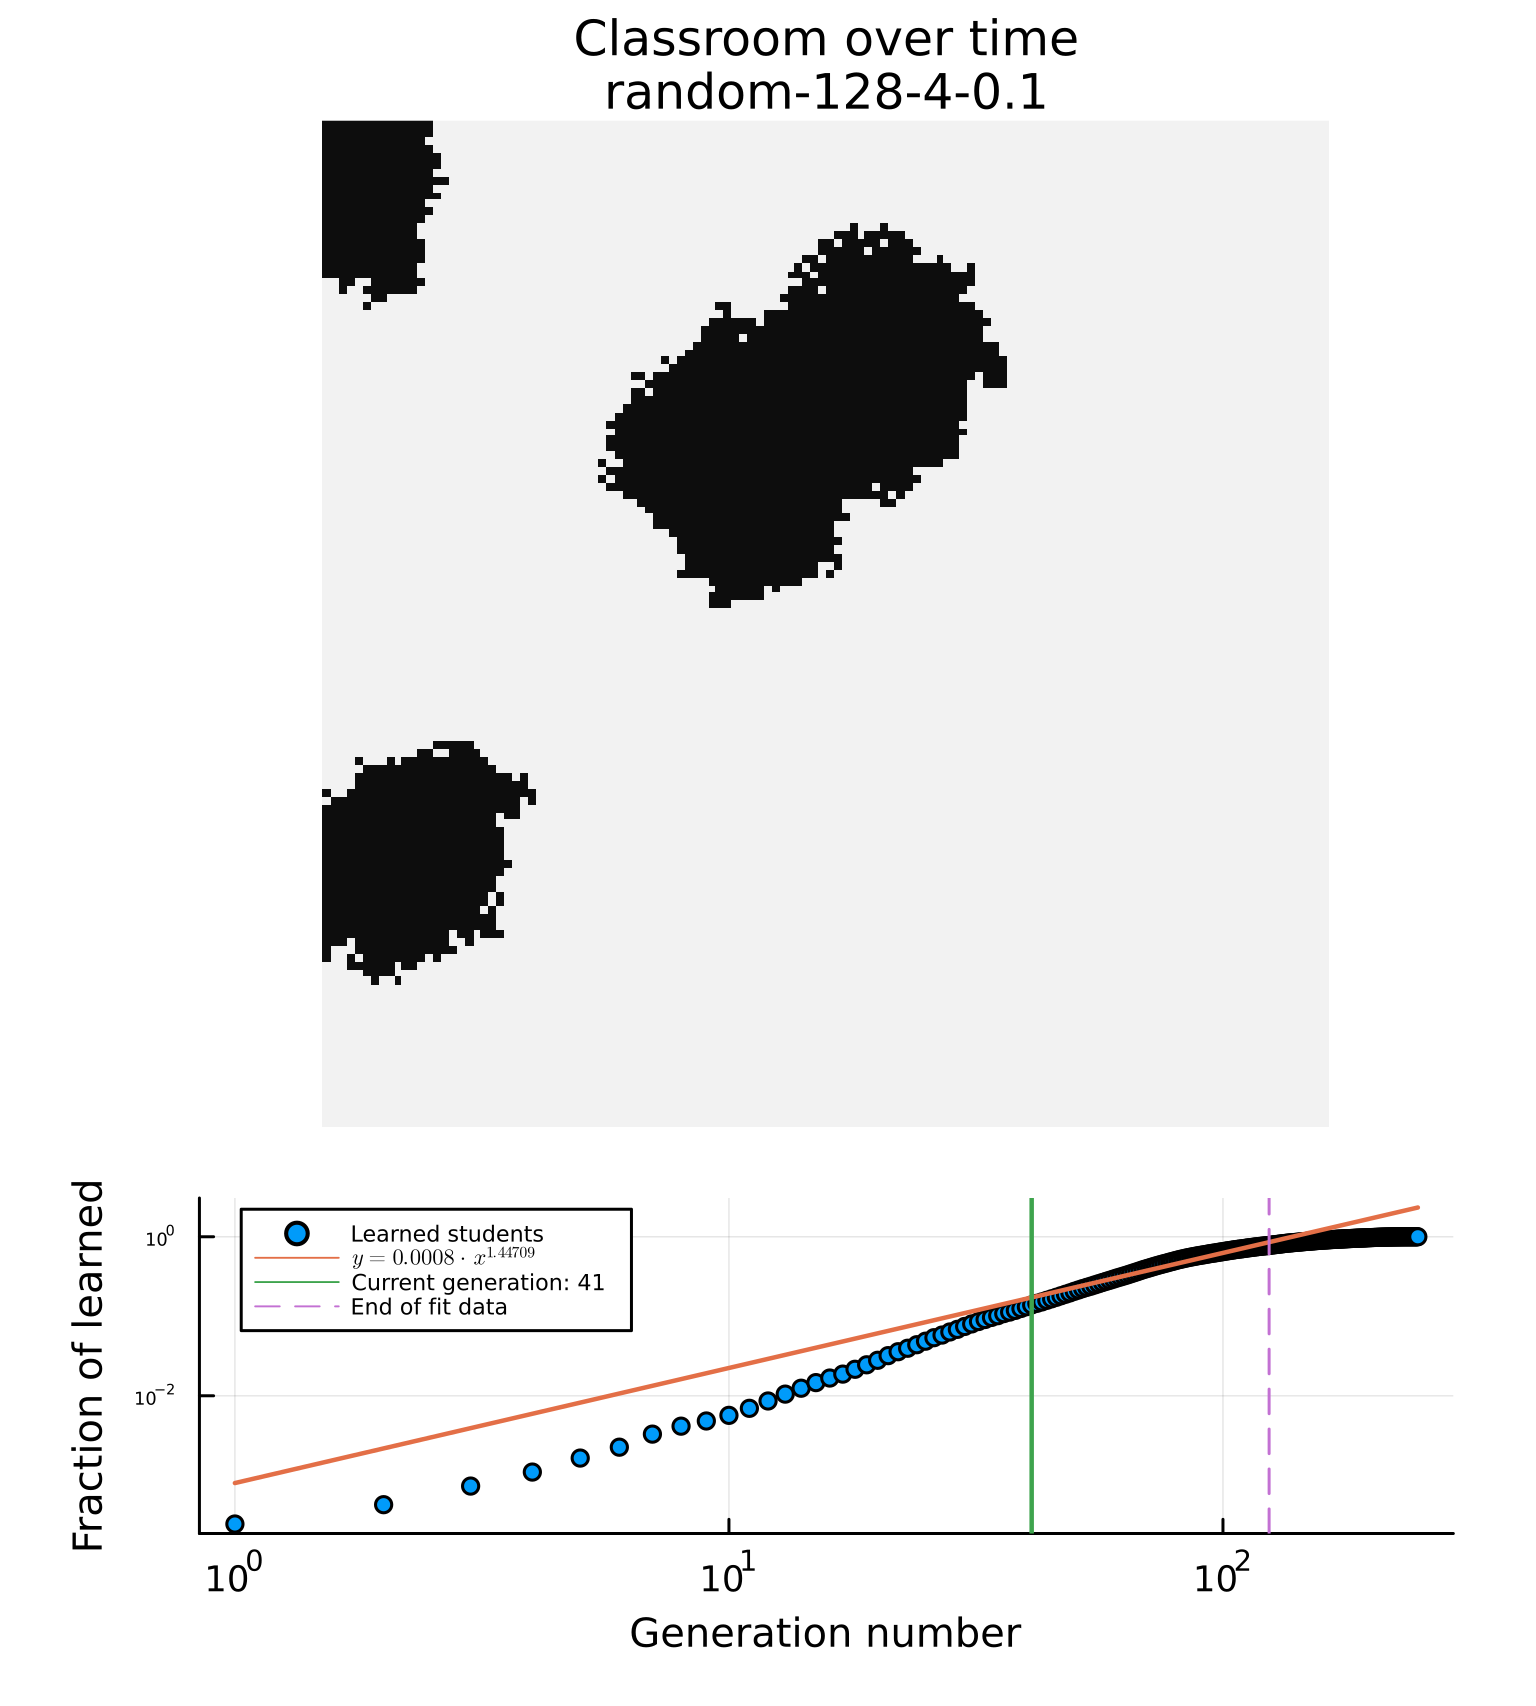 Classroom over time
random-128-4-0.1
Fraction of learned
10^0
10^−2
Learned students
y = 0.0008 · x^1.44709
Current generation: 41
End of fit data
10^0
10^1
10^2
Generation number